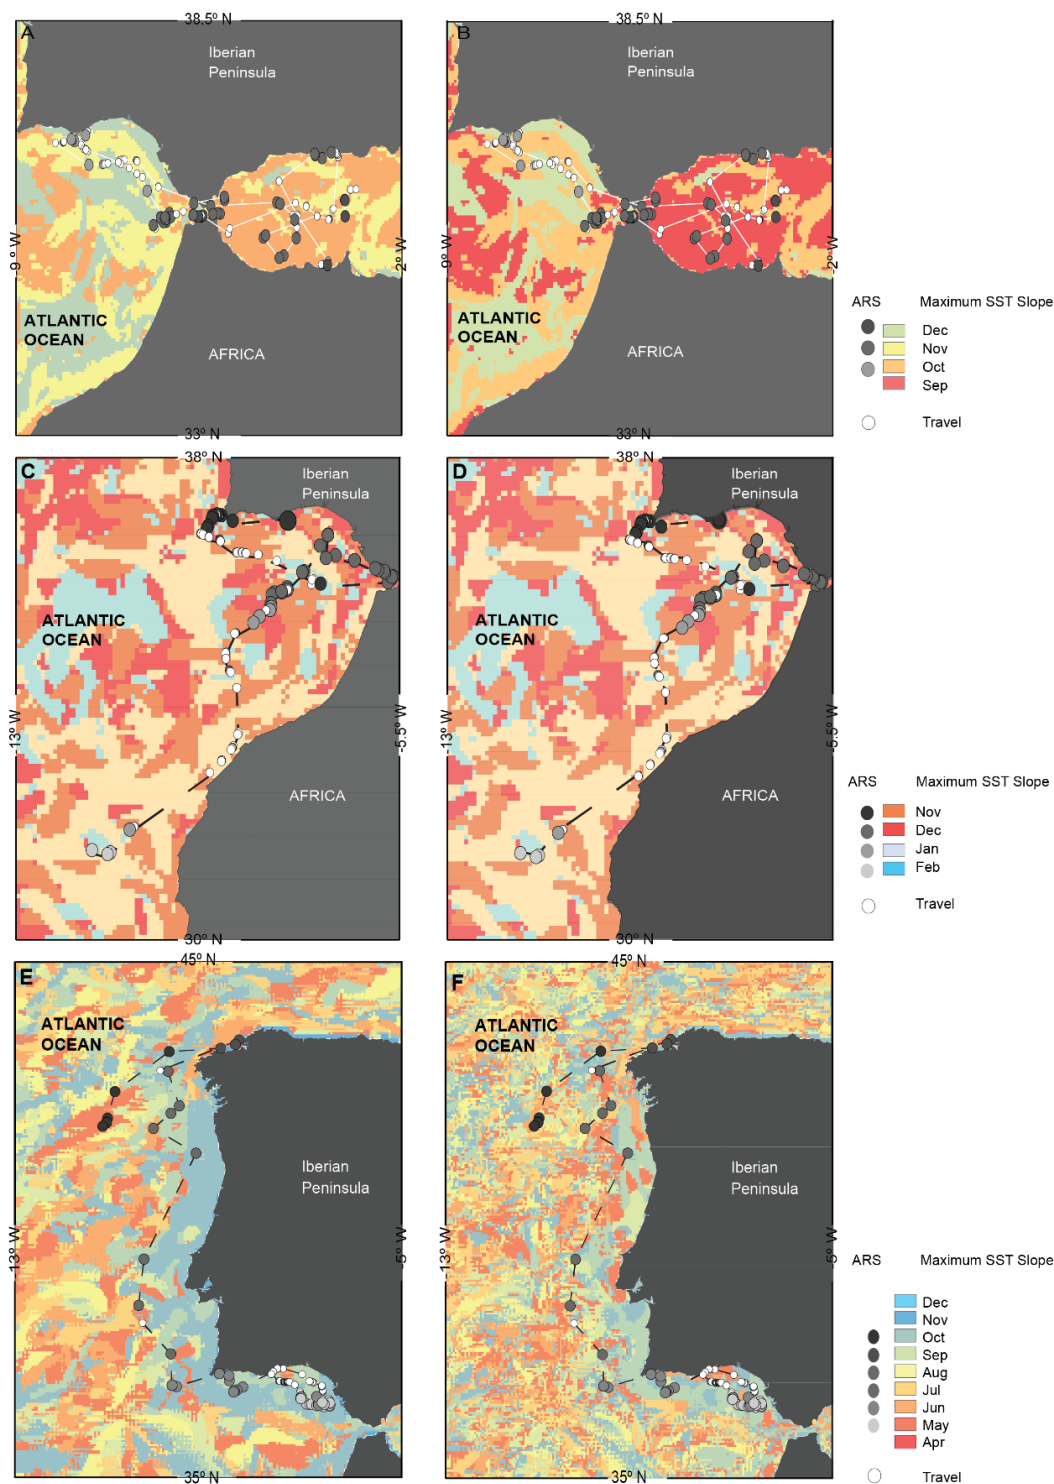 38.5º N
A
Iberian
Peninsula
-9 º W
-2º W
ATLANTIC
OCEAN
AFRICA
33º N
38.5º N
B
Iberian
Peninsula
-9º W
-2º W
ATLANTIC
OCEAN
AFRICA
33º N
ARS Maximum SST Slope
Dec
Nov
Oct
Sep
Travel
38º N
C
Iberian
Peninsula
ATLANTIC
OCEAN
-13º W
-5.5º W
AFRICA
30º N
38º N
D
Iberian
Peninsula
ATLANTIC
OCEAN
-13º W
-5.5º W
AFRICA
30º N
ARS Maximum SST Slope
Nov
Dec
Jan
Feb
Travel
45º N
E
ATLANTIC
OCEAN
Iberian
Peninsula
-13º W
-5º W
35º N
45º N
F
ATLANTIC
OCEAN
Iberian
Peninsula
-13º W
-5º W
35º N
ARS Maximum SST Slope
Dec
Nov
Oct
Sep
Aug
Jul
Jun
May
Apr
Travel